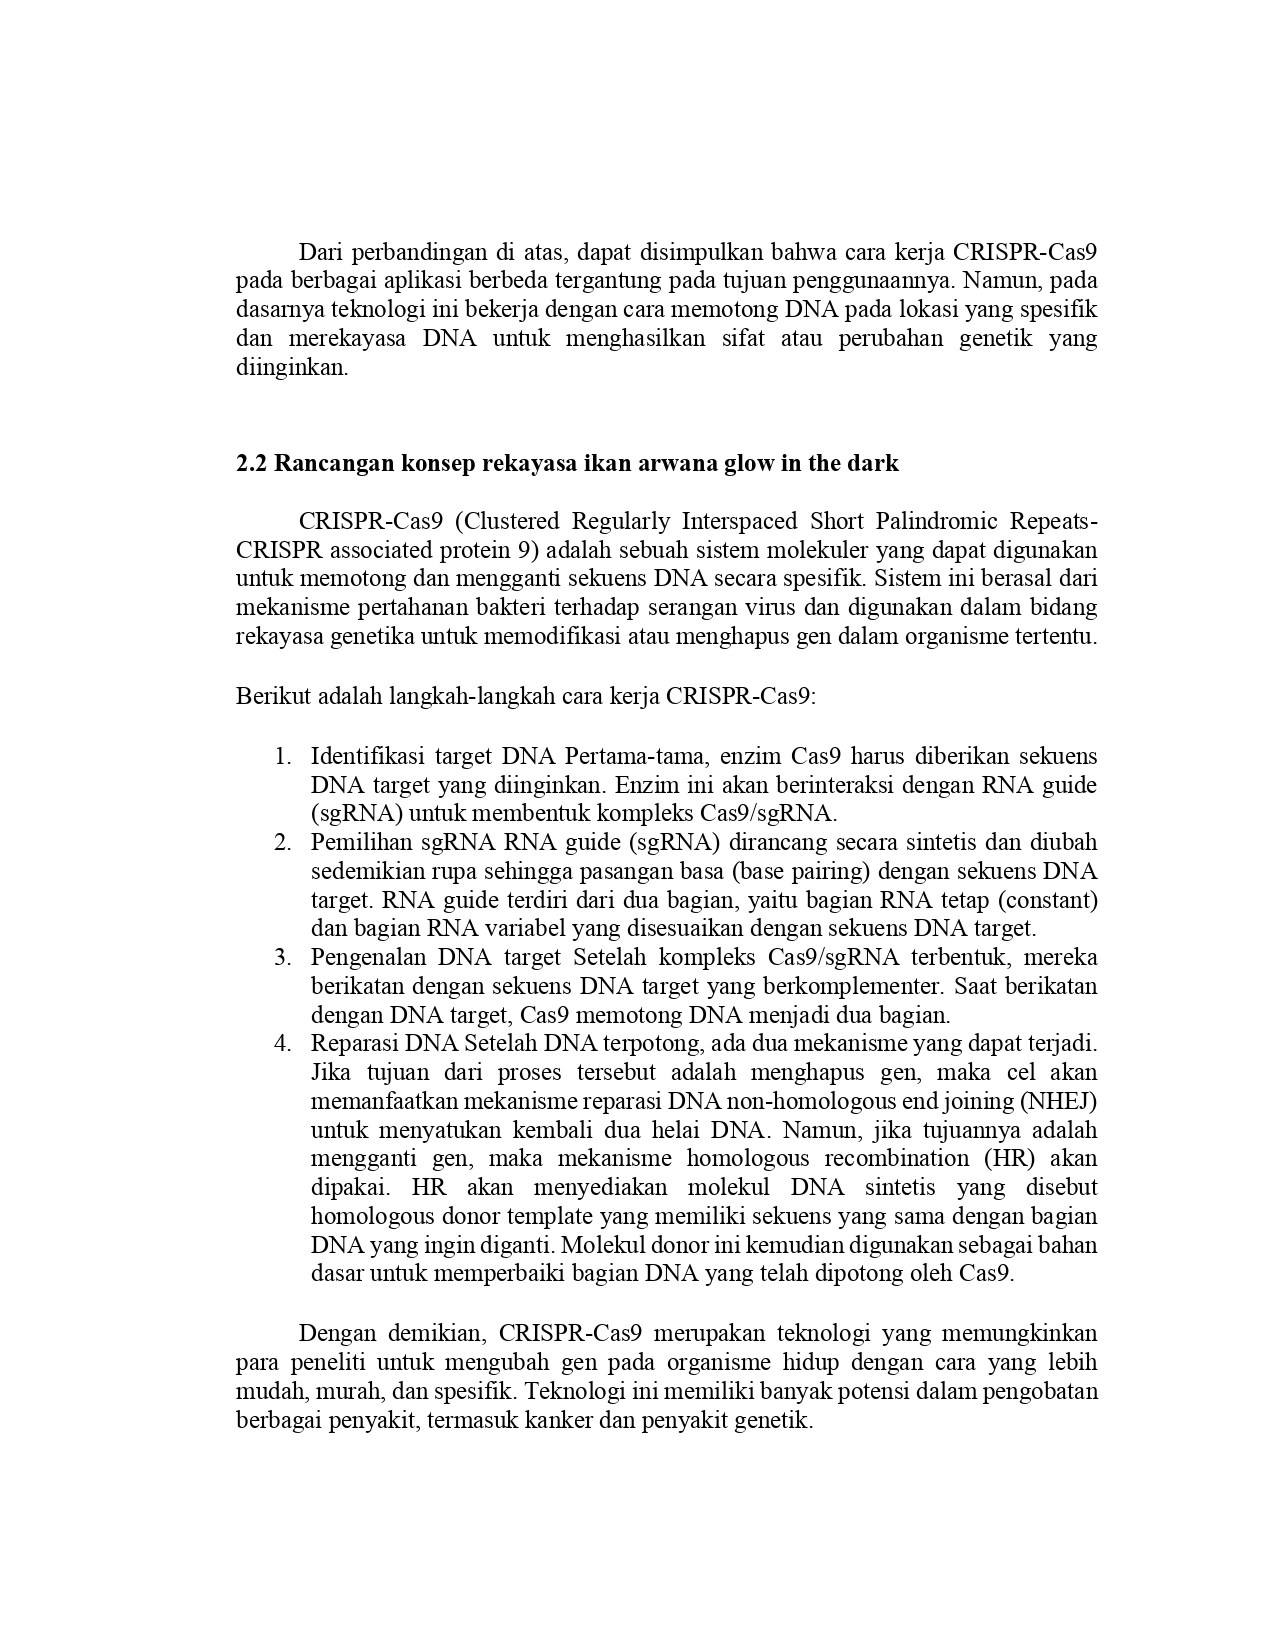 Dari perbandingan di atas, dapat disimpulkan bahwa cara kerja CRISPR-Cas9
pada berbagai aplikasi berbeda tergantung pada tujuan penggunaannya. Namun, pada
dasarnya teknologi ini bekerja dengan cara memotong DNA pada lokasi yang spesifik
dan merekayasa DNA untuk menghasilkan sifat atau perubahan genetik yang
diinginkan.
2.2 Rancangan konsep rekayasa ikan arwana glow in the dark
CRISPR-Cas9 (Clustered Regularly Interspaced Short Palindromic Repeats-
CRISPR associated protein 9) adalah sebuah sistem molekuler yang dapat digunakan
untuk memotong dan mengganti sekuens DNA secara spesifik. Sistem ini berasal dari
mekanisme pertahanan bakteri terhadap serangan virus dan digunakan dalam bidang
rekayasa genetika untuk memodifikasi atau menghapus gen dalam organisme tertentu.
Berikut adalah langkah-langkah cara kerja CRISPR-Cas9:
1. Identifikasi target DNA Pertama-tama, enzim Cas9 harus diberikan sekuens
DNA target yang diinginkan. Enzim ini akan berinteraksi dengan RNA guide
(sgRNA) untuk membentuk kompleks Cas9/sgRNA.
2. Pemilihan sgRNA RNA guide (sgRNA) dirancang secara sintetis dan diubah
sedemikian rupa sehingga pasangan basa (base pairing) dengan sekuens DNA
target. RNA guide terdiri dari dua bagian, yaitu bagian RNA tetap (constant)
dan bagian RNA variabel yang disesuaikan dengan sekuens DNA target.
3. Pengenalan DNA target Setelah kompleks Cas9/sgRNA terbentuk, mereka
berikatan dengan sekuens DNA target yang berkomplementer. Saat berikatan
dengan DNA target, Cas9 memotong DNA menjadi dua bagian.
4. Reparasi DNA Setelah DNA terpotong, ada dua mekanisme yang dapat terjadi.
Jika tujuan dari proses tersebut adalah menghapus gen, maka cel akan
memanfaatkan mekanisme reparasi DNA non-homologous end joining (NHEJ)
untuk menyatukan kembali dua helai DNA. Namun, jika tujuannya adalah
mengganti gen, maka mekanisme homologous recombination (HR) akan
dipakai. HR akan menyediakan molekul DNA sintetis yang disebut
homologous donor template yang memiliki sekuens yang sama dengan bagian
DNA yang ingin diganti. Molekul donor ini kemudian digunakan sebagai bahan
dasar untuk memperbaiki bagian DNA yang telah dipotong oleh Cas9.
Dengan demikian, CRISPR-Cas9 merupakan teknologi yang memungkinkan
para peneliti untuk mengubah gen pada organisme hidup dengan cara yang lebih
mudah, murah, dan spesifik. Teknologi ini memiliki banyak potensi dalam pengobatan
berbagai penyakit, termasuk kanker dan penyakit genetik.